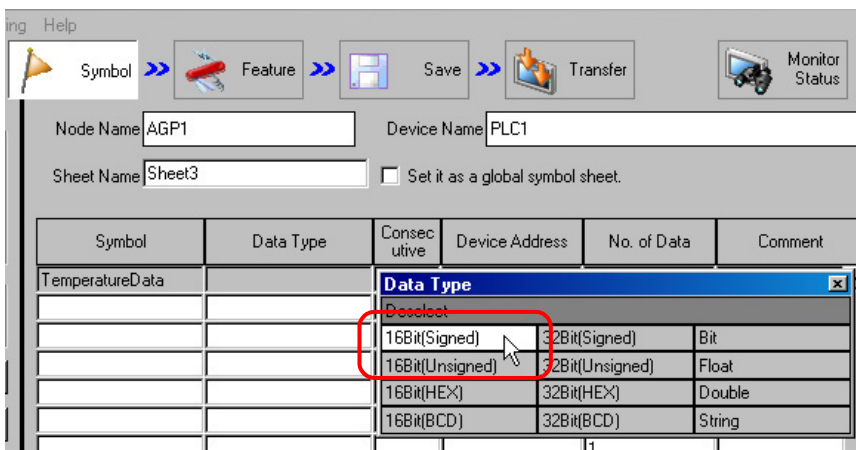 ing Help
Symbol Feature Save Transfer Monitor Status
Node Name AGP1 Device Name PLC1
Sheet Name Sheet3 Set it as a global symbol sheet.
Symbol Data Type Consecutive Device Address No. of Data Comment
TemperatureData
Data Type
Deselect
16Bit(Signed) 32Bit(Signed) Bit
16Bit(Unsigned) 32Bit(Unsigned) Float
16Bit(HEX) 32Bit(HEX) Double
16Bit(BCD) 32Bit(BCD) String
1